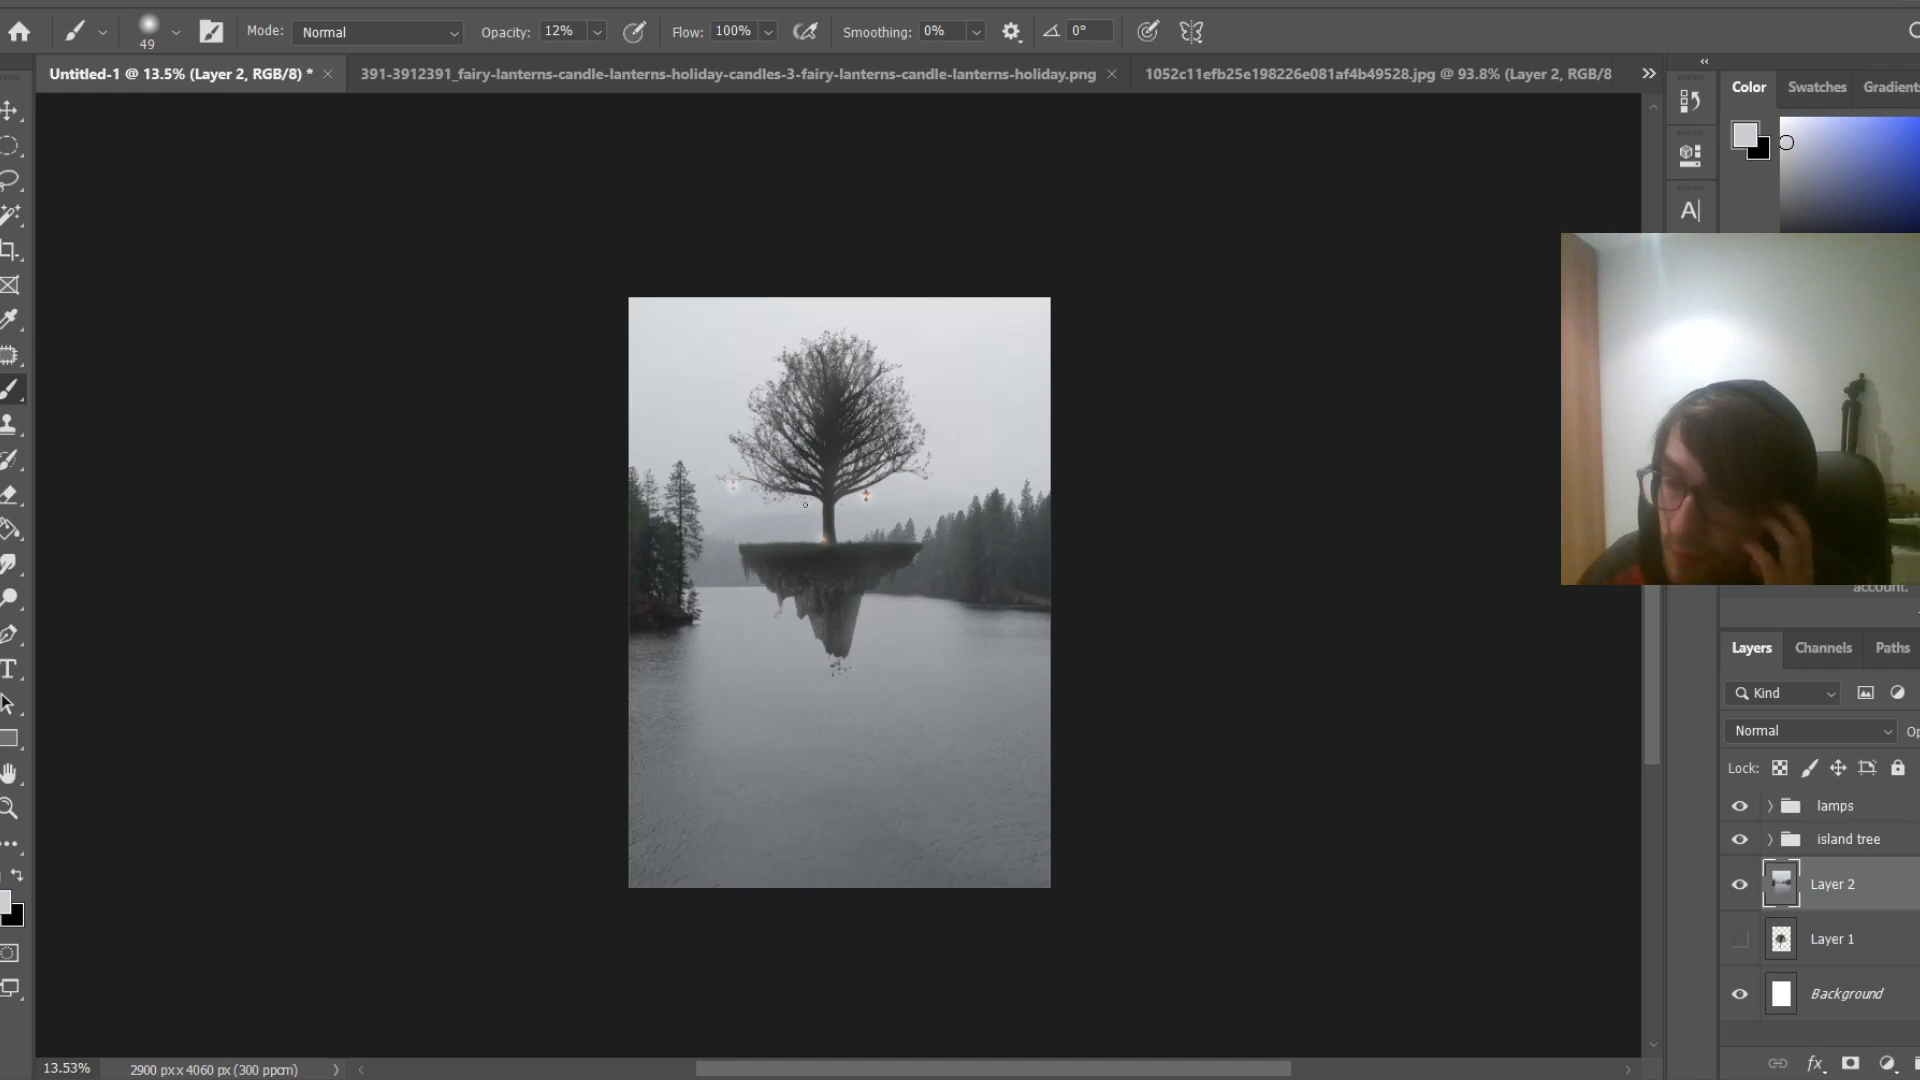 49
Mode: Normal
Opacity: 12%
Flow: 100%
Smoothing: 0%
0°
Untitled-1 @ 13.5% (Layer 2, RGB/8) *
391-3912391_fairy-lanterns-candle-lanterns-holiday-candles-3-fairy-lanterns-candle-lanterns-holiday.png
1052c11efb25e198226e081af4b49528.jpg @ 93.8% (Layer 2, RGB/8
Color
Swatches
Gradients
A|
account.
Layers
Channels
Paths
Kind
Normal
Op
Lock:
lamps
island tree
Layer 2
Layer 1
Background
fx
T
13.53%
2900 px x 4060 px (300 ppcm)